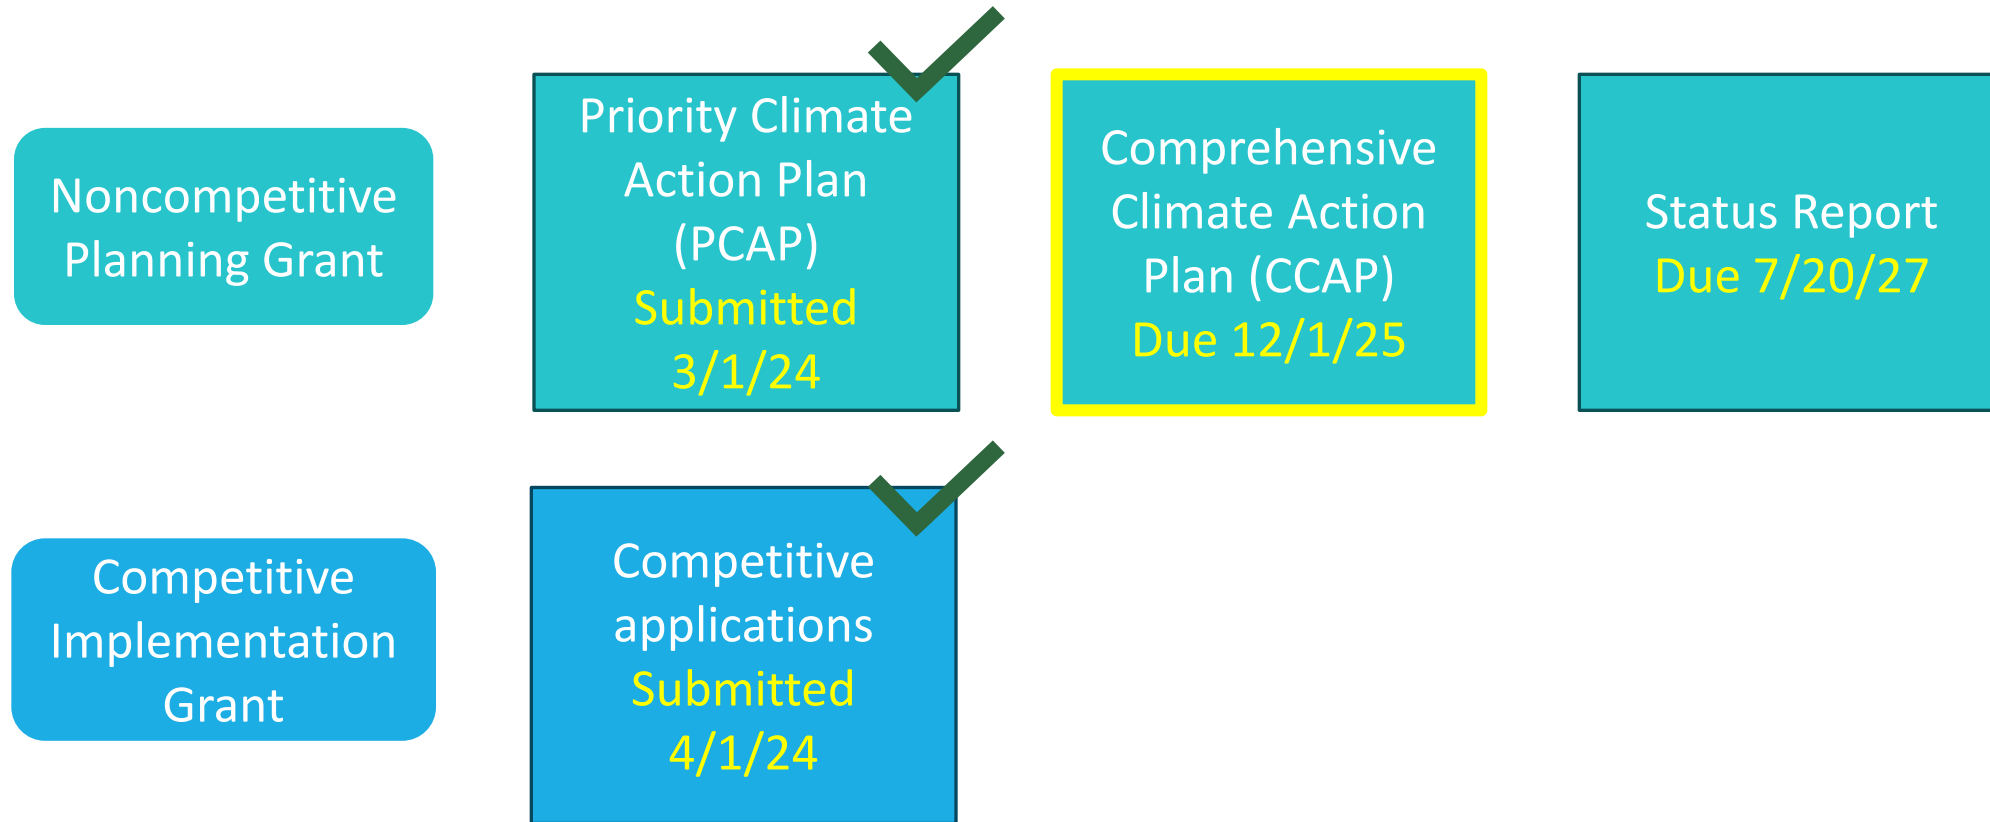 Noncompetitive
Planning Grant
Priority Climate
Action Plan
(PCAP)
Submitted
3/1/24
Comprehensive
Climate Action
Plan (CCAP)
Due 12/1/25
Status Report
Due 7/20/27
Competitive
Implementation
Grant
Competitive
applications
Submitted
4/1/24